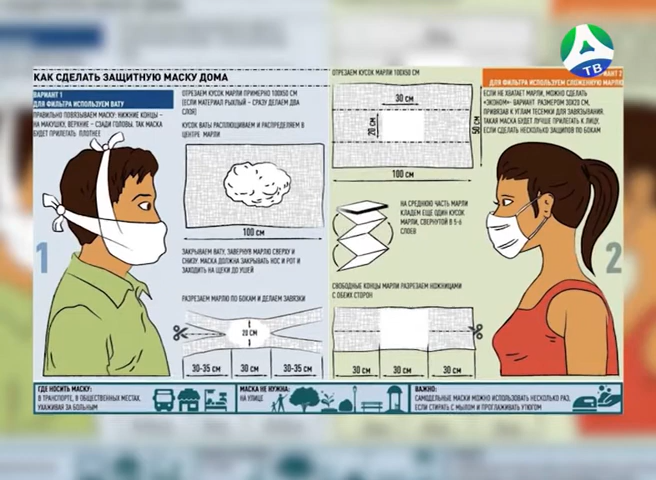 КАК СДЕЛАТЬ ЗАЩИТНУЮ МАСКУ ДОМА
ВАРИАНТ 1
ДЛЯ ФИЛЬТРА ИСПОЛЬЗУЕМ ВАТУ
ПРАВИЛЬНО ПОВЯЗЫВАЕМ МАСКУ: НИЖНИЕ КОНЦЫ –
НА МАКУШКУ, ВЕРХНИЕ – СЗАДИ ГОЛОВЫ. ТАК МАСКА
БУДЕТ ПРИЛЕГАТЬ ПЛОТНЕЕ
1
ОТРЕЗАЕМ КУСОК МАРЛИ ПРИМЕРНО 100Х50 СМ
(ЕСЛИ МАТЕРИАЛ РЫХЛЫЙ – СРАЗУ ДЕЛАЕМ ДВА
СЛОЯ)
КУСОК ВАТЫ РАСПЛЮЩИВАЕМ И РАСПРЕДЕЛЯЕМ В
ЦЕНТРЕ МАРЛИ
100 СМ
ЗАКРЫВАЕМ ВАТУ, ЗАВЕРНУВ МАРЛЮ СВЕРХУ И
СНИЗУ. МАСКА ДОЛЖНА ЗАКРЫВАТЬ НОС И РОТ И
ЗАХОДИТЬ НА ЩЕКИ ДО УШЕЙ
РАЗРЕЗАЕМ МАРЛЮ ПО БОКАМ И ДЕЛАЕМ ЗАВЯЗКИ
20 СМ
30-35 СМ 30 СМ 30-35 СМ
ОТРЕЗАЕМ КУСОК МАРЛИ 100Х50 СМ
30 СМ
20 СМ
50 СМ
100 СМ
НА СРЕДНЮЮ ЧАСТЬ МАРЛИ
КЛАДЕМ ЕЩЕ ОДИН КУСОК
МАРЛИ, СВЕРНУТОЙ В 5-6
СЛОЕВ
СВОБОДНЫЕ КОНЦЫ МАРЛИ РАЗРЕЗАЕМ НОЖНИЦАМИ
С ОБЕИХ СТОРОН
30 СМ 30 СМ 30 СМ
ТВ
ИАНТ 2
ДЛЯ ФИЛЬТРА ИСПОЛЬЗУЕМ СЛОЖЕННУЮ МАРЛЮ
ЕСЛИ НЕ ХВАТАЕТ МАРЛИ, МОЖНО СДЕЛАТЬ
«ЭКОНОМ»-ВАРИАНТ РАЗМЕРОМ 30Х20 СМ,
ПРИВЯЗАВ К УГЛАМ ТЕСЕМКИ ДЛЯ ЗАВЯЗЫВАНИЯ.
ТАКАЯ МАСКА БУДЕТ ЛУЧШЕ ПРИЛЕГАТЬ К ЛИЦУ,
ЕСЛИ СДЕЛАТЬ НЕСКОЛЬКО ЗАЩИПОВ ПО БОКАМ
2
ГДЕ НОСИТЬ МАСКУ:
В ТРАНСПОРТЕ, В ОБЩЕСТВЕННЫХ МЕСТАХ,
УХАЖИВАЯ ЗА БОЛЬНЫМ
МАСКА НЕ НУЖНА:
НА УЛИЦЕ
ВАЖНО:
САМОДЕЛЬНЫЕ МАСКИ МОЖНО ИСПОЛЬЗОВАТЬ НЕСКОЛЬКО РАЗ,
ЕСЛИ СТИРАТЬ С МЫЛОМ И ПРОГЛАЖИВАТЬ УТЮГОМ